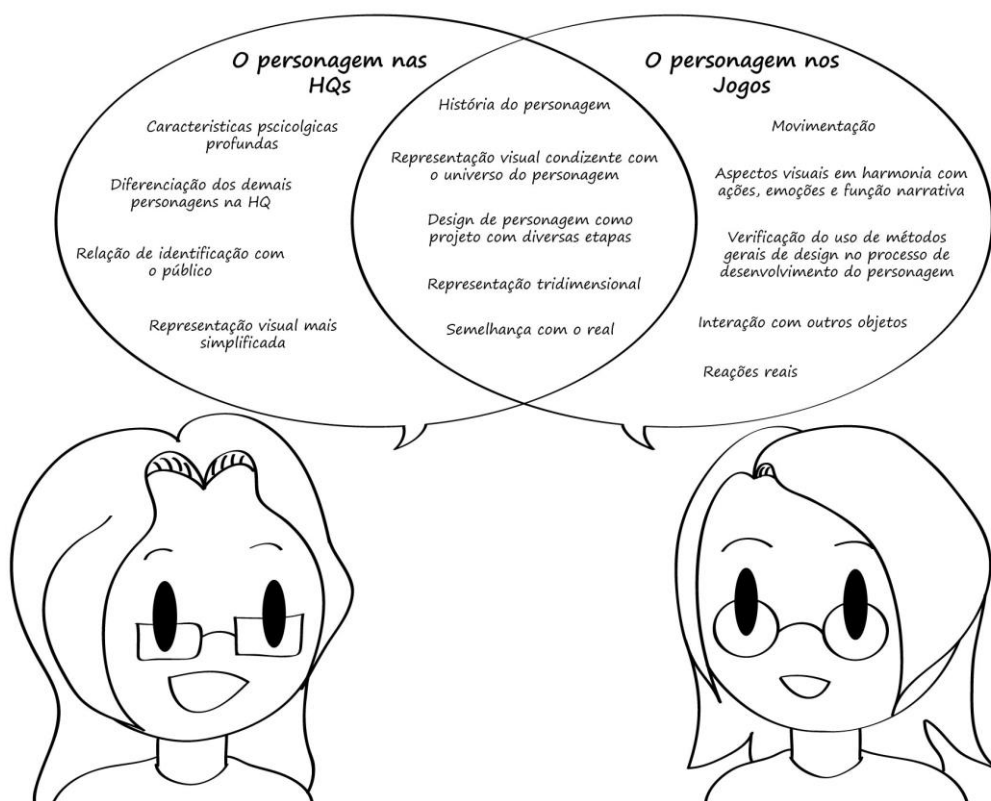 O personagem nas
HQs
Caracteristicas pscicolgicas
profundas
Diferenciação dos demais
personagens na HQ
Relação de identificação com
o público
Representação visual mais
simplificada
História do personagem
Representação visual condizente com
o universo do personagem
Design de personagem como
projeto com diversas etapas
Representação tridimensional
Semelhança com o real
O personagem nos
Jogos
Movimentação
Aspectos visuais em harmonia com
ações, emoções e função narrativa
Verificação do uso de métodos
gerais de design no processo de
desenvolvimento do personagem
Interação com outros objetos
Reações reais